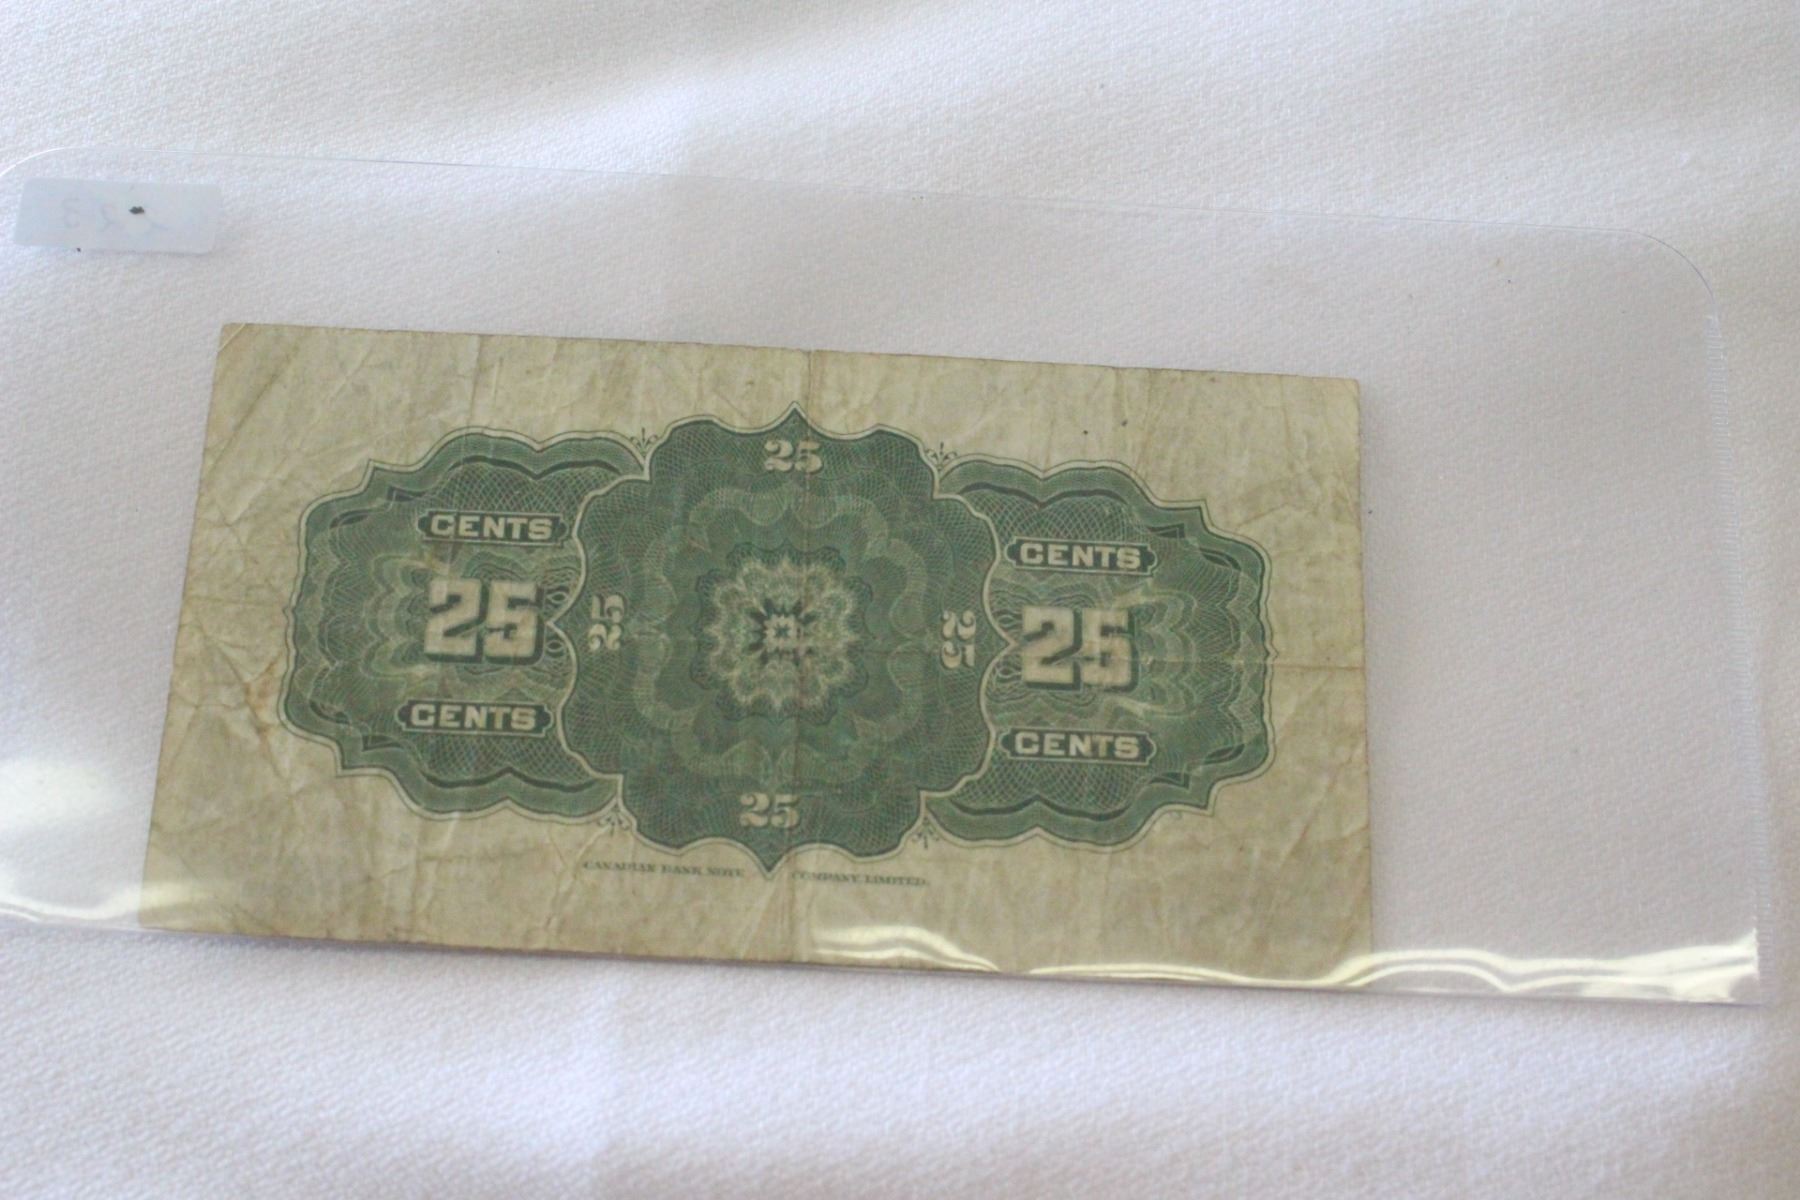 25
CENTS CENTS
25 25 25 25
CENTS CENTS
25
CANADIAN BANK NOTE COMPANY, LIMITED.